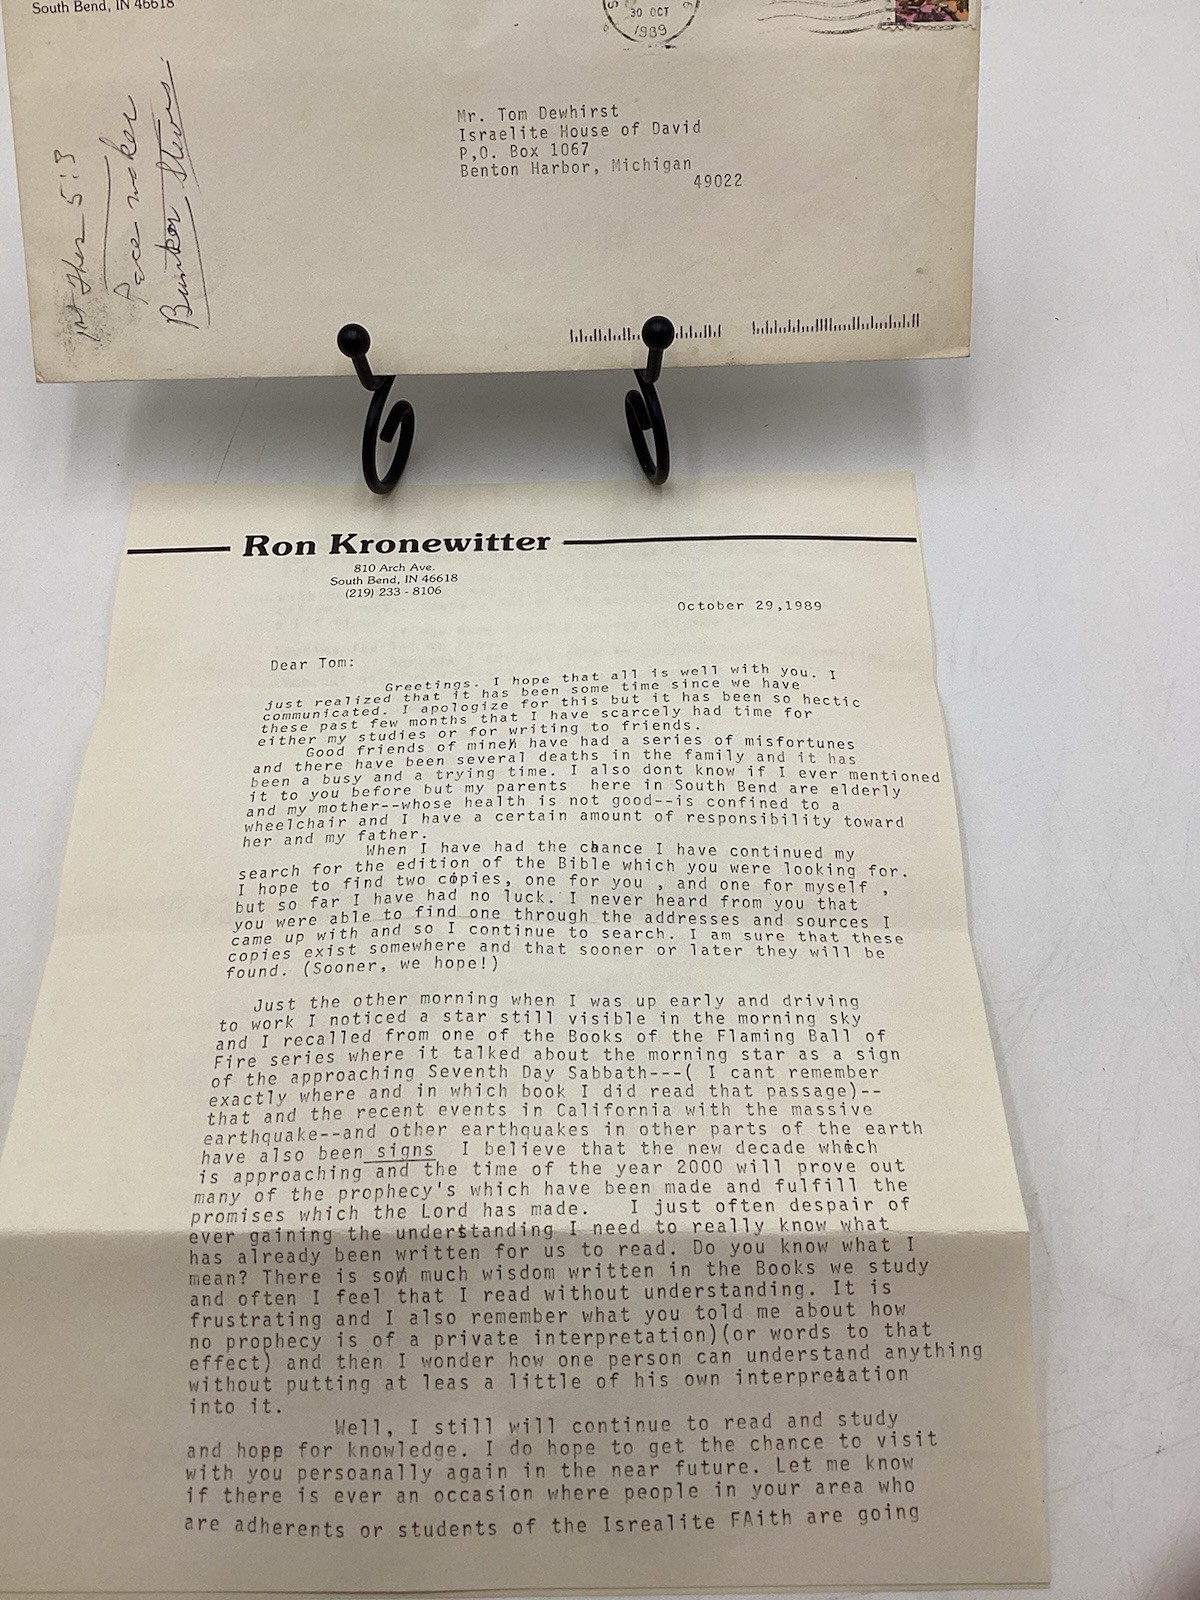 South Bend, IN 46618
30 OCT
1989
Mr. Tom Dewhirst
Israelite House of David
P,O. Box 1067
Benton Harbor, Michigan
49022
1st Thes 5:3
Pace maker
Bunker Stevs.
Ron Kronewitter
810 Arch Ave.
South Bend, IN 46618
(219) 233 - 8106
October 29,1989
Dear Tom:
Greetings. I hope that all is well with you. I
just realized that it has been some time since we have
communicated. I apologize for this but it has been so hectic
these past few months that I have scarcely had time for
either my studies or for writing to friends.
Good friends of mine have had a series of misfortunes
and there have been several deaths in the family and it has
been a busy and a trying time. I also dont know if I ever mentioned
it to you before but my parents here in South Bend are elderly
and my mother--whose health is not good--is confined to a
wheelchair and I have a certain amount of responsibility toward
her and my father.
When I have had the chance I have continued my
search for the edition of the Bible which you were looking for.
I hope to find two copies, one for you , and one for myself ,
but so far I have had no luck. I never heard from you that
you were able to find one through the addresses and sources I
came up with and so I continue to search. I am sure that these
copies exist somewhere and that sooner or later they will be
found. (Sooner, we hope!)
Just the other morning when I was up early and driving
to work I noticed a star still visible in the morning sky
and I recalled from one of the Books of the Flaming Ball of
Fire series where it talked about the morning star as a sign
of the approaching Seventh Day Sabbath---( I cant remember
exactly where and in which book I did read that passage)--
that and the recent events in California with the massive
earthquake--and other earthquakes in other parts of the earth
have also been signs I believe that the new decade which
is approaching and the time of the year 2000 will prove out
many of the prophecy's which have been made and fulfill the
promises which the Lord has made. I just often despair of
ever gaining the understanding I need to really know what
has already been written for us to read. Do you know what I
mean? There is so much wisdom written in the Books we study
and often I feel that I read without understanding. It is
frustrating and I also remember what you told me about how
no prophecy is of a private interpretation)(or words to that
effect) and then I wonder how one person can understand anything
without putting at leas a little of his own interpretation
into it.
Well, I still will continue to read and study
and hope for knowledge. I do hope to get the chance to visit
with you persoanally again in the near future. Let me know
if there is ever an occasion where people in your area who
are adherents or students of the Isrealite FAith are going